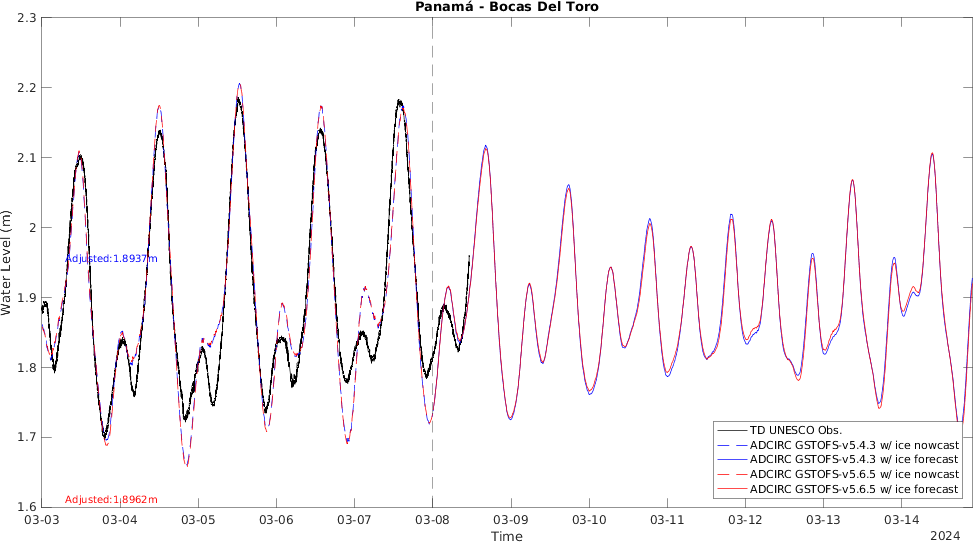 Panamá - Bocas Del Toro
2.3
2.2
2.1
2
1.9
1.8
1.7
1.6
Water Level (m)
Adjusted:1.8937m
Adjusted:1.8962m
TD UNESCO Obs.
ADCIRC GSTOFS-v5.4.3 w/ ice nowcast
ADCIRC GSTOFS-v5.4.3 w/ ice forecast
ADCIRC GSTOFS-v5.6.5 w/ ice nowcast
ADCIRC GSTOFS-v5.6.5 w/ ice forecast
03-03 03-04 03-05 03-06 03-07 03-08 03-09 03-10 03-11 03-12 03-13 03-14
Time
2024